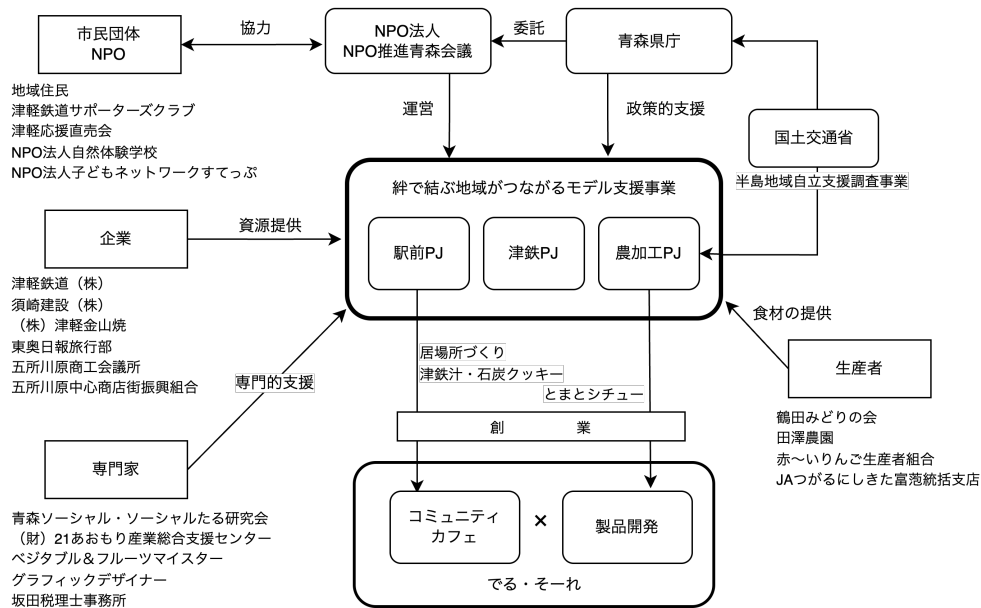 市民団体
NPO
協力
NPO法人
NPO推進青森会議
委託
青森県庁
地域住民
津軽鉄道サポーターズクラブ
津軽応援直売会
NPO法人自然体験学校
NPO法人子どもネットワークすてっぷ
運営
政策的支援
国土交通省
半島地域自立支援調査事業
絆で結ぶ地域がつながるモデル支援事業
駅前PJ
津鉄PJ
農加工PJ
企業
資源提供
津軽鉄道（株）
須崎建設（株）
（株）津軽金山焼
東奥日報旅行部
五所川原商工会議所
五所川原中心商店街振興組合
専門的支援
食材の提供
生産者
鶴田みどりの会
田澤農園
赤〜いりんご生産者組合
JAつがるにしきた富萢統括支店
居場所づくり
津鉄汁・石炭クッキー
とまとシチュー
創　　　　業
専門家
青森ソーシャル・ソーシャルたる研究会
（財）21あおもり産業総合支援センター
ベジタブル＆フルーツマイスター
グラフィックデザイナー
坂田税理士事務所
コミュニティ
カフェ
×
製品開発
でる・そーれ